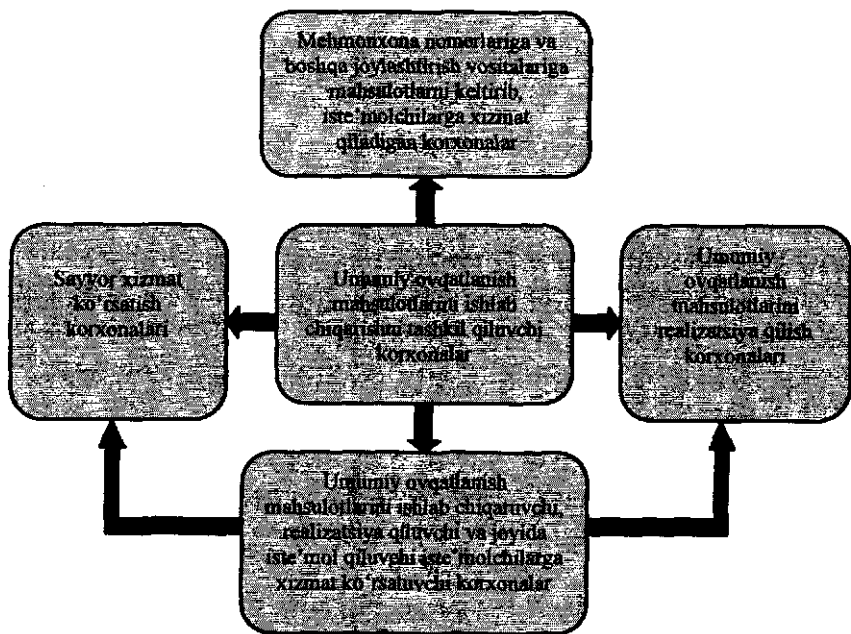 Mehmonxona nomerlariga va
boshqa joylashtirish vositalariga
mahsulotlarni keltirib,
iste’molchilarga xizmat
qiladigan korxonalar
Sayyor xizmat
ko‘rsatish
korxonalari
Umumiy ovqatlanish
mahsulotlarini ishlab
chiqarishni tashkil qiluvchi
korxonalar
Umumiy
ovqatlanish
mahsulotlarini
realizatsiya qilish
korxonalari
Umumiy ovqatlanish
mahsulotlarini ishlab chiqaruvchi,
realizatsiya qiluvchi va joyida
iste’mol qiluvchi iste’molchilarga
xizmat ko‘rsatuvchi korxonalar